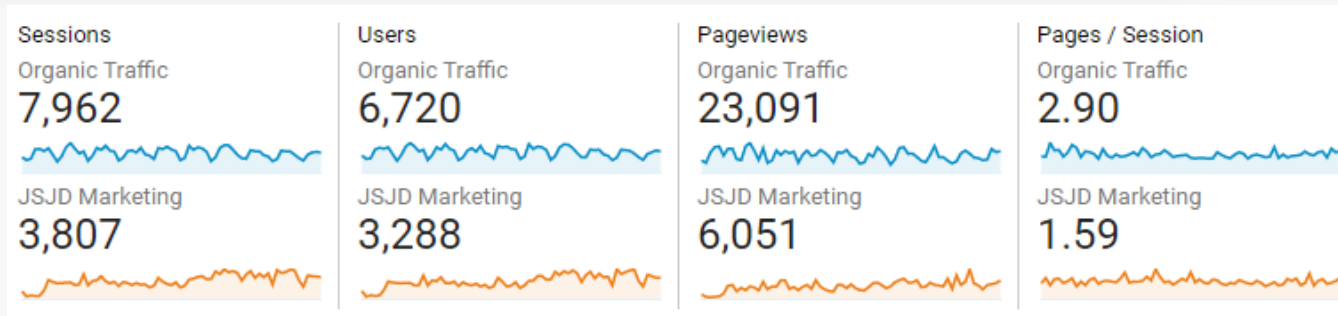 Sessions
Organic Traffic
7,962
JSJD Marketing
3,807
Users
Organic Traffic
6,720
JSJD Marketing
3,288
Pageviews
Organic Traffic
23,091
JSJD Marketing
6,051
Pages / Session
Organic Traffic
2.90
JSJD Marketing
1.59